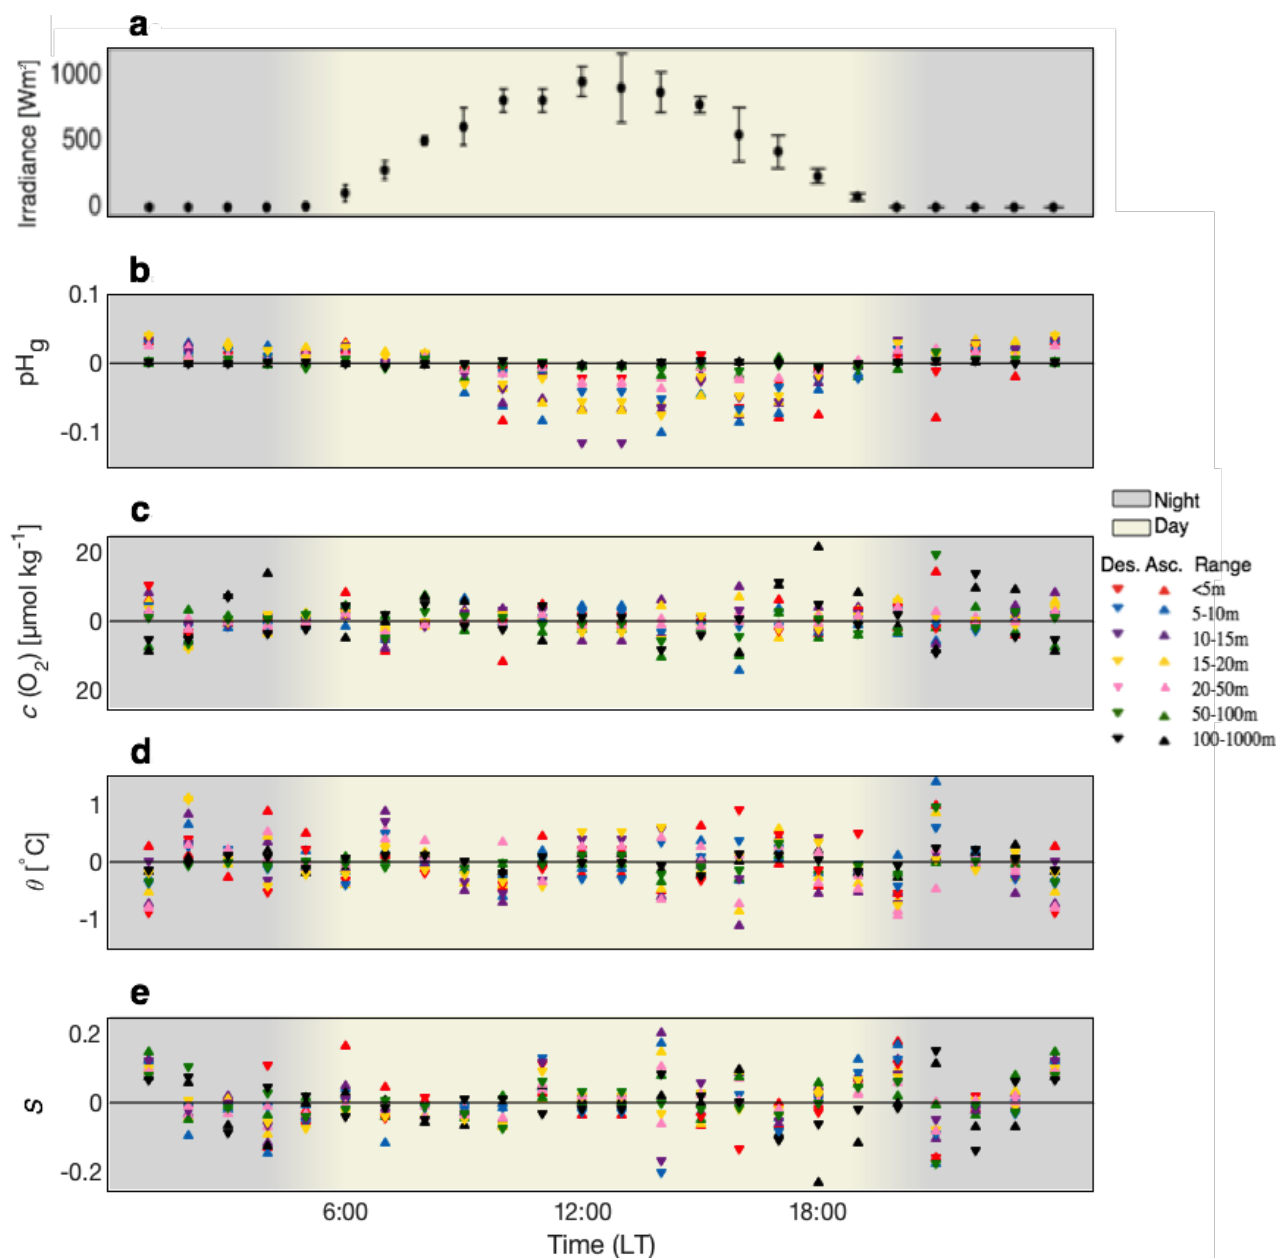 a
Irradiance [Wm²]
1000
500
0
b
pHg
0.1
0
-0.1
c
c (O₂) [µmol kg⁻¹]
20
0
20
Night
Day
Des. Asc. Range
<5m
5-10m
10-15m
15-20m
20-50m
50-100m
100-1000m
d
θ [°C]
1
0
-1
e
S
0.2
0
-0.2
6:00 12:00 18:00
Time (LT)